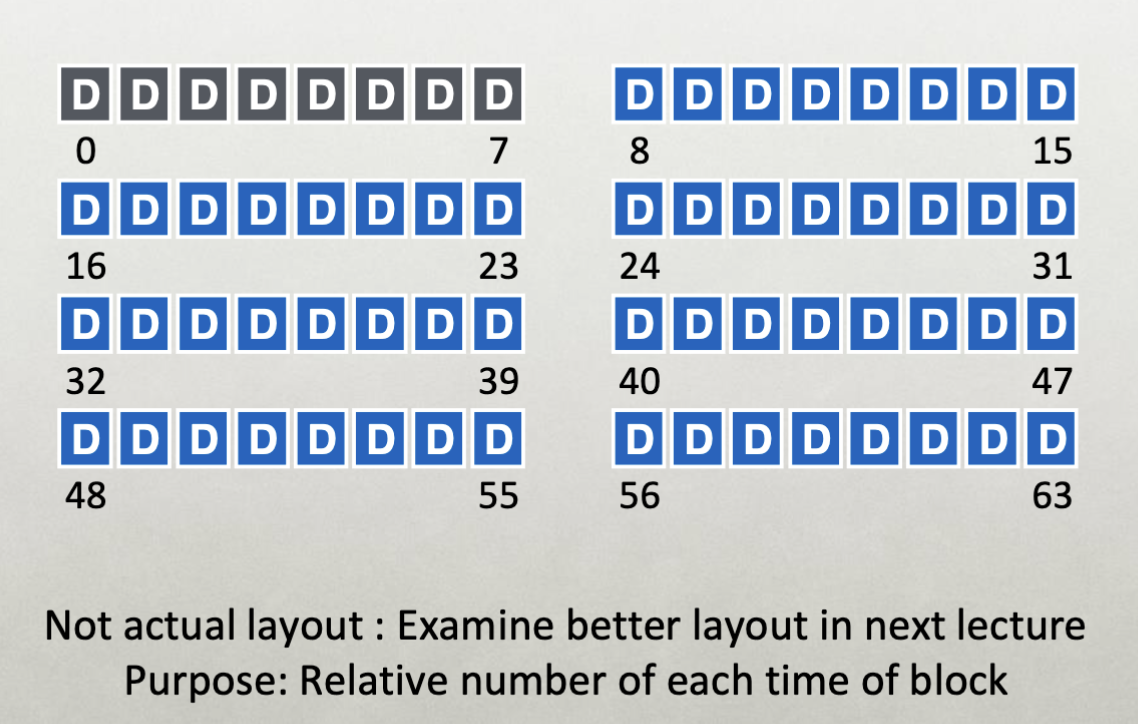 D D D D D D D D D D D D D D D D
0 7 8 15
D D D D D D D D D D D D D D D D
16 23 24 31
D D D D D D D D D D D D D D D D
32 39 40 47
D D D D D D D D D D D D D D D D
48 55 56 63
Not actual layout : Examine better layout in next lecture
Purpose: Relative number of each time of block